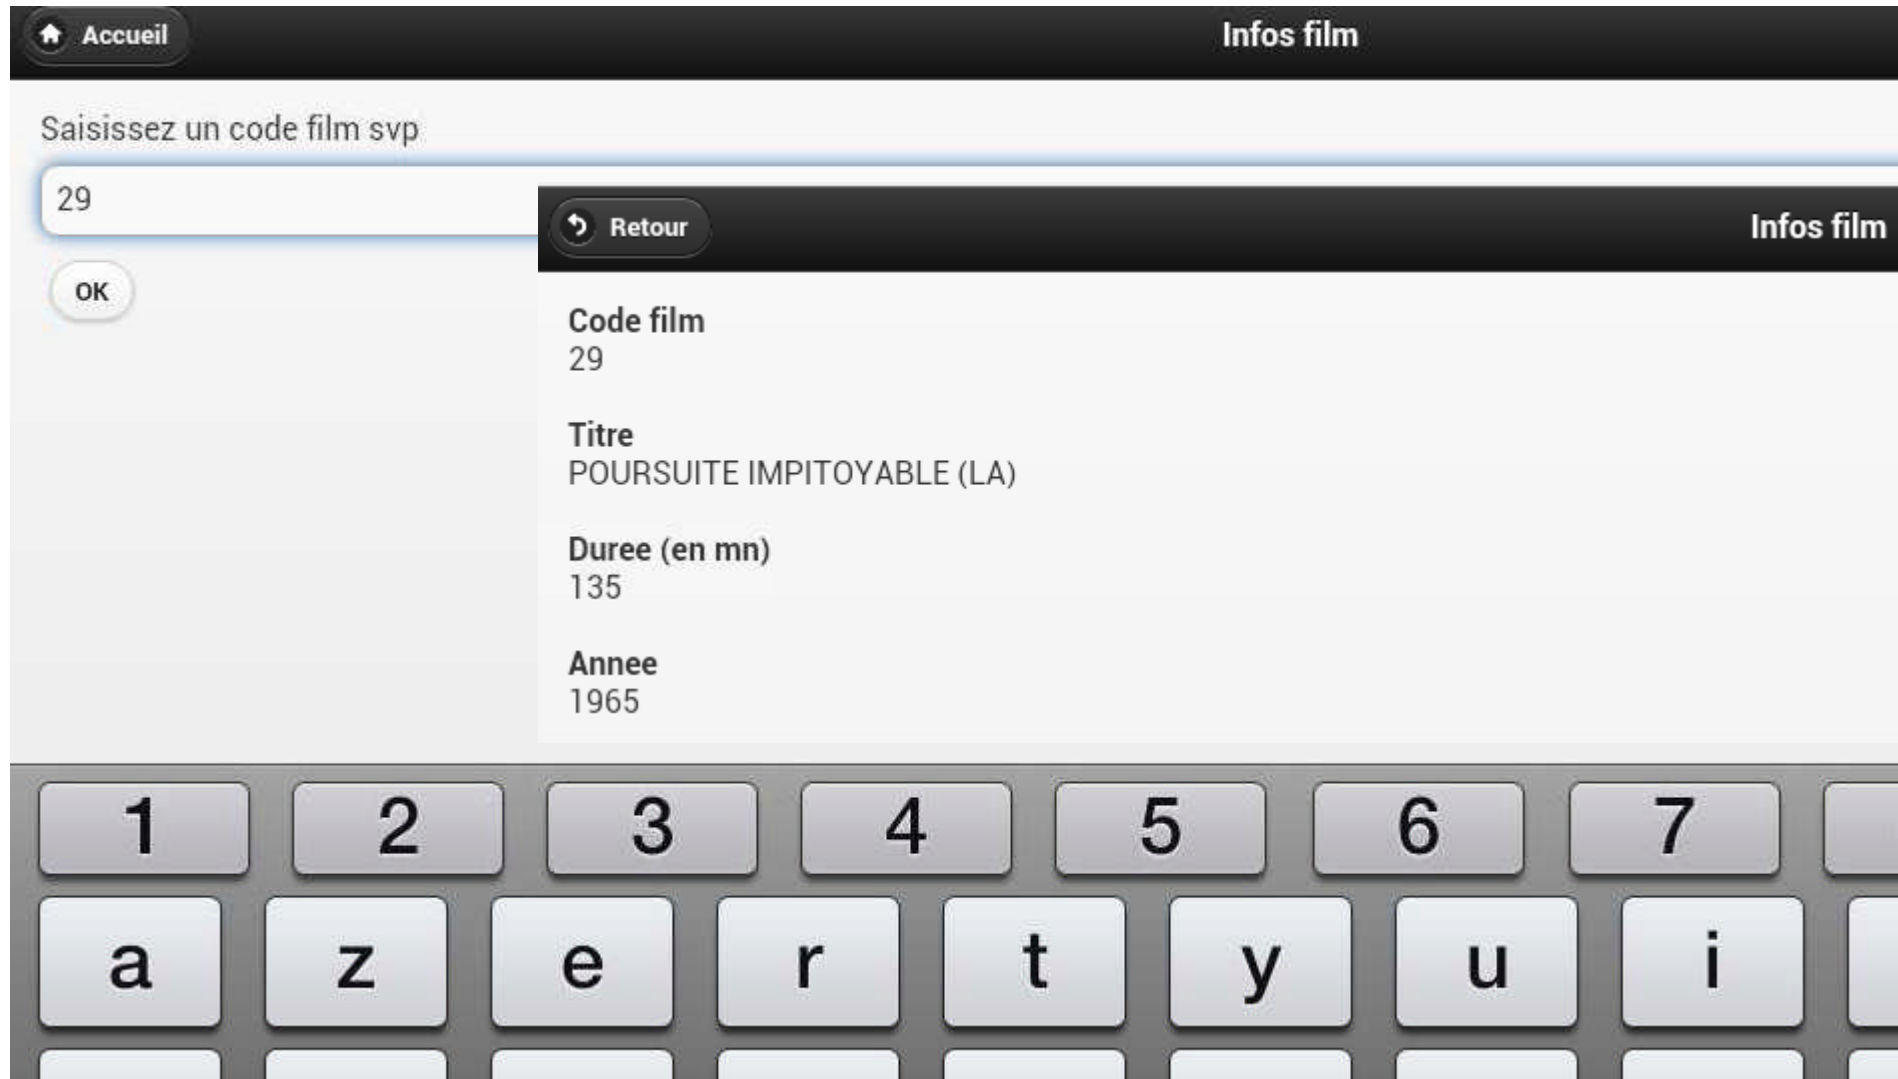 Accueil
Infos film
Saisissez un code film svp
29
OK
Retour
Infos film
Code film
29
Titre
POURSUITE IMPITOYABLE (LA)
Duree (en mn)
135
Annee
1965
1 2 3 4 5 6 7
a z e r t y u i